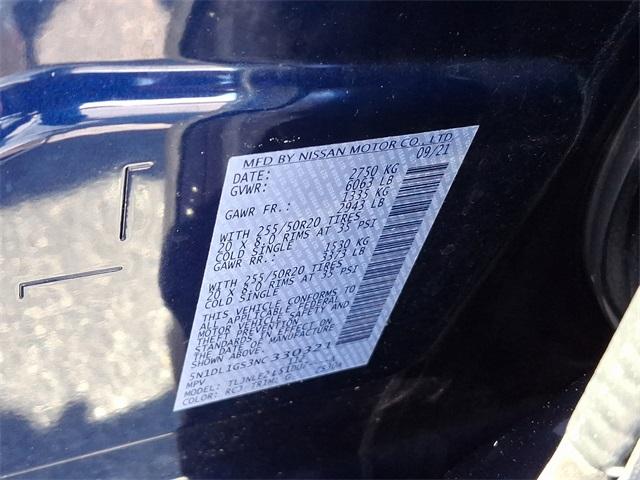 MFD BY NISSAN MOTOR CO., LTD
DATE: 09/21
GVWR: 2750 KG
6063 LB
GAWR FR.: 1335 KG
2943 LB
WITH 255/50R20 TIRES
20 X 8.0 RIMS AT 35 PSI
COLD SINGLE
GAWR RR.: 1530 KG
3373 LB
WITH 255/50R20 TIRES
20 X 8.0 RIMS AT 35 PSI
COLD SINGLE
THIS VEHICLE CONFORMS TO
ALL APPLICABLE FEDERAL
MOTOR VEHICLE SAFETY AND
THEFT PREVENTION
STANDARDS IN EFFECT ON
THE DATE OF MANUFACTURE
SHOWN ABOVE.
5N1DL1GS3NC330321
MPV
MODEL:
COLOR: RCJ TRIM: G